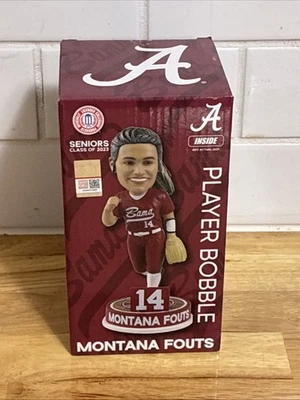 A
A
INSIDE
SENIORS
CLASS OF 2023
PLAYER BOBBLE
Bama
14
14
MONTANA FOUTS
MONTANA FOUTS